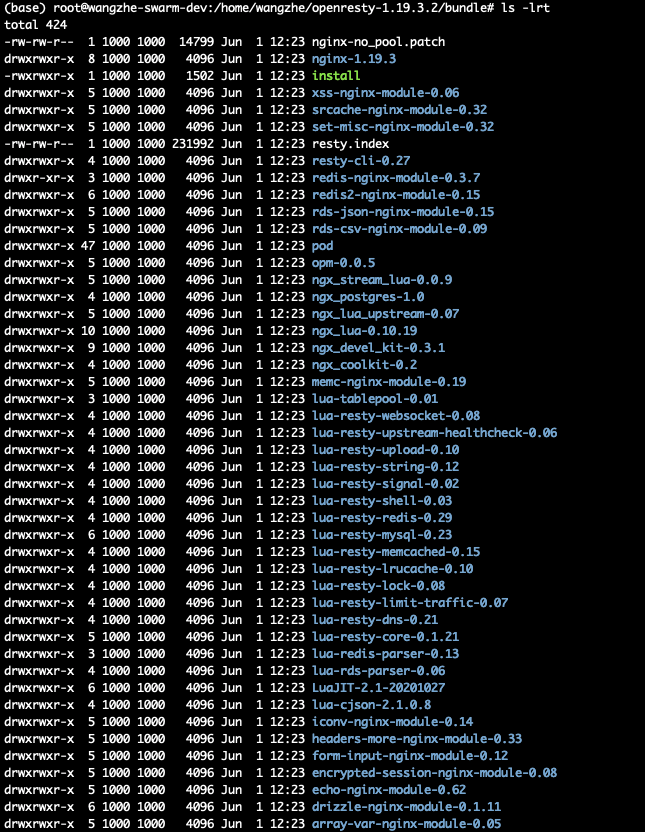 (base) root@wangzhe-swarm-dev:/home/wangzhe/openresty-1.19.3.2/bundle# ls -lrt
total 424
-rw-rw-r-- 1 1000 1000 14799 Jun 1 12:23 nginx-no_pool.patch
drwxrwxr-x 8 1000 1000 4096 Jun 1 12:23 nginx-1.19.3
-rwxrwxr-x 1 1000 1000 1502 Jun 1 12:23 install
drwxrwxr-x 5 1000 1000 4096 Jun 1 12:23 xss-nginx-module-0.06
drwxrwxr-x 5 1000 1000 4096 Jun 1 12:23 srcache-nginx-module-0.32
drwxrwxr-x 5 1000 1000 4096 Jun 1 12:23 set-misc-nginx-module-0.32
-rw-rw-r-- 1 1000 1000 231992 Jun 1 12:23 resty.index
drwxrwxr-x 4 1000 1000 4096 Jun 1 12:23 resty-cli-0.27
drwxr-xr-x 3 1000 1000 4096 Jun 1 12:23 redis-nginx-module-0.3.7
drwxrwxr-x 6 1000 1000 4096 Jun 1 12:23 redis2-nginx-module-0.15
drwxrwxr-x 5 1000 1000 4096 Jun 1 12:23 rds-json-nginx-module-0.15
drwxrwxr-x 5 1000 1000 4096 Jun 1 12:23 rds-csv-nginx-module-0.09
drwxrwxr-x 47 1000 1000 4096 Jun 1 12:23 pod
drwxrwxr-x 5 1000 1000 4096 Jun 1 12:23 opm-0.0.5
drwxrwxr-x 5 1000 1000 4096 Jun 1 12:23 ngx_stream_lua-0.0.9
drwxrwxr-x 4 1000 1000 4096 Jun 1 12:23 ngx_postgres-1.0
drwxrwxr-x 5 1000 1000 4096 Jun 1 12:23 ngx_lua_upstream-0.07
drwxrwxr-x 10 1000 1000 4096 Jun 1 12:23 ngx_lua-0.10.19
drwxrwxr-x 9 1000 1000 4096 Jun 1 12:23 ngx_devel_kit-0.3.1
drwxrwxr-x 4 1000 1000 4096 Jun 1 12:23 ngx_coolkit-0.2
drwxrwxr-x 5 1000 1000 4096 Jun 1 12:23 memc-nginx-module-0.19
drwxrwxr-x 3 1000 1000 4096 Jun 1 12:23 lua-tablepool-0.01
drwxrwxr-x 4 1000 1000 4096 Jun 1 12:23 lua-resty-websocket-0.08
drwxrwxr-x 4 1000 1000 4096 Jun 1 12:23 lua-resty-upstream-healthcheck-0.06
drwxrwxr-x 4 1000 1000 4096 Jun 1 12:23 lua-resty-upload-0.10
drwxrwxr-x 4 1000 1000 4096 Jun 1 12:23 lua-resty-string-0.12
drwxrwxr-x 4 1000 1000 4096 Jun 1 12:23 lua-resty-signal-0.02
drwxrwxr-x 4 1000 1000 4096 Jun 1 12:23 lua-resty-shell-0.03
drwxrwxr-x 4 1000 1000 4096 Jun 1 12:23 lua-resty-redis-0.29
drwxrwxr-x 6 1000 1000 4096 Jun 1 12:23 lua-resty-mysql-0.23
drwxrwxr-x 4 1000 1000 4096 Jun 1 12:23 lua-resty-memcached-0.15
drwxrwxr-x 4 1000 1000 4096 Jun 1 12:23 lua-resty-lrucache-0.10
drwxrwxr-x 4 1000 1000 4096 Jun 1 12:23 lua-resty-lock-0.08
drwxrwxr-x 4 1000 1000 4096 Jun 1 12:23 lua-resty-limit-traffic-0.07
drwxrwxr-x 4 1000 1000 4096 Jun 1 12:23 lua-resty-dns-0.21
drwxrwxr-x 5 1000 1000 4096 Jun 1 12:23 lua-resty-core-0.1.21
drwxrwxr-x 3 1000 1000 4096 Jun 1 12:23 lua-redis-parser-0.13
drwxrwxr-x 4 1000 1000 4096 Jun 1 12:23 lua-rds-parser-0.06
drwxrwxr-x 6 1000 1000 4096 Jun 1 12:23 LuaJIT-2.1-20201027
drwxrwxr-x 4 1000 1000 4096 Jun 1 12:23 lua-cjson-2.1.0.8
drwxrwxr-x 5 1000 1000 4096 Jun 1 12:23 iconv-nginx-module-0.14
drwxrwxr-x 5 1000 1000 4096 Jun 1 12:23 headers-more-nginx-module-0.33
drwxrwxr-x 5 1000 1000 4096 Jun 1 12:23 form-input-nginx-module-0.12
drwxrwxr-x 5 1000 1000 4096 Jun 1 12:23 encrypted-session-nginx-module-0.08
drwxrwxr-x 5 1000 1000 4096 Jun 1 12:23 echo-nginx-module-0.62
drwxrwxr-x 6 1000 1000 4096 Jun 1 12:23 drizzle-nginx-module-0.1.11
drwxrwxr-x 5 1000 1000 4096 Jun 1 12:23 array-var-nginx-module-0.05